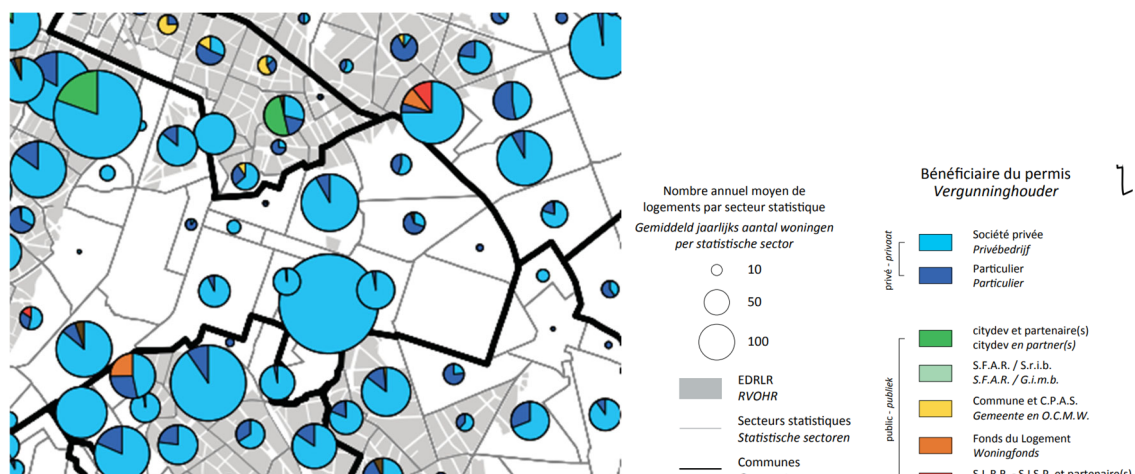 Nombre annuel moyen de
logements par secteur statistique
Gemiddeld jaarlijks aantal woningen
per statistische sector
10
50
100
EDRLR
RVOHR
Secteurs statistiques
Statistische sectoren
Communes
Bénéficiaire du permis
Vergunninghouder
privé - privaat
Société privée
Privébedrijf
Particulier
Particulier
public - publiek
citydev et partenaire(s)
citydev en partner(s)
S.F.A.R. / S.r.i.b.
S.F.A.R. / G.i.m.b.
Commune et C.P.A.S.
Gemeente en O.C.M.W.
Fonds du Logement
Woningfonds